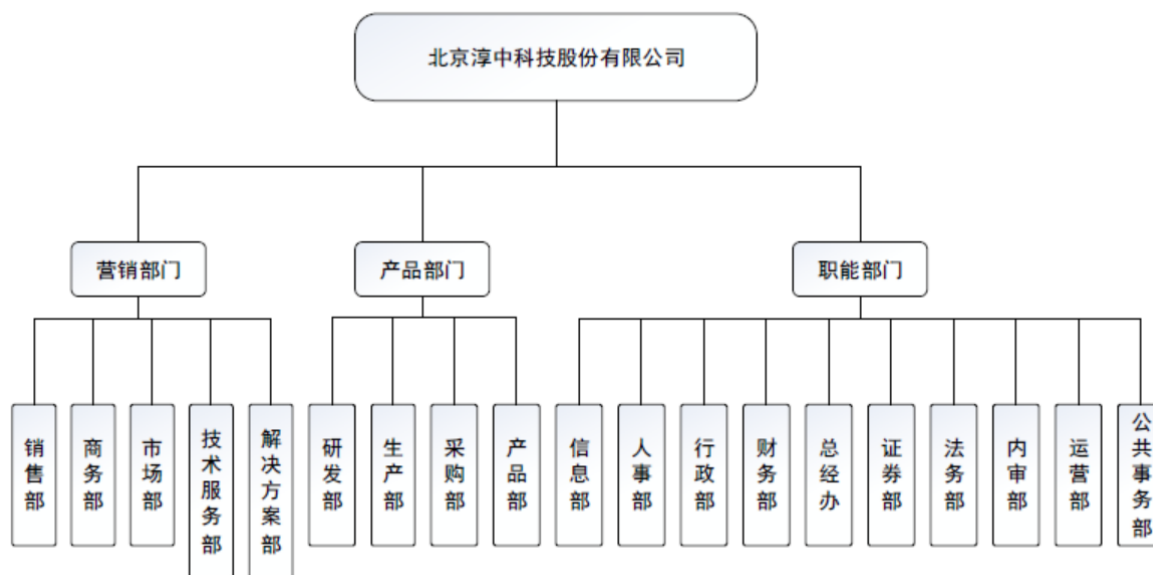 北京淳中科技股份有限公司
营销部门
产品部门
职能部门
销售部
商务部
市场部
技术服务部
解决方案部
研发部
生产部
采购部
产品部
信息部
人事部
行政部
财务部
总经办
证券部
法务部
内审部
运营部
公共事务部